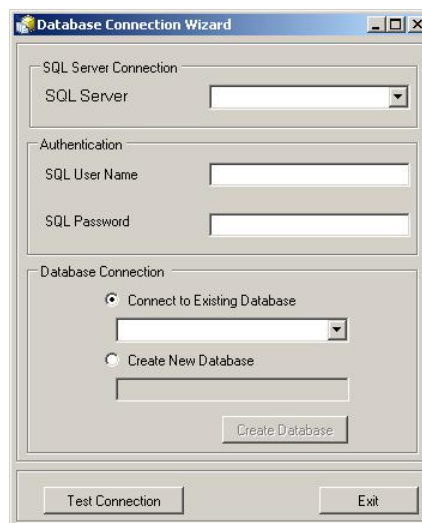 Database Connection Wizard
SQL Server Connection
SQL Server
Authentication
SQL User Name
SQL Password
Database Connection
Connect to Existing Database
Create New Database
Create Database
Test Connection
Exit